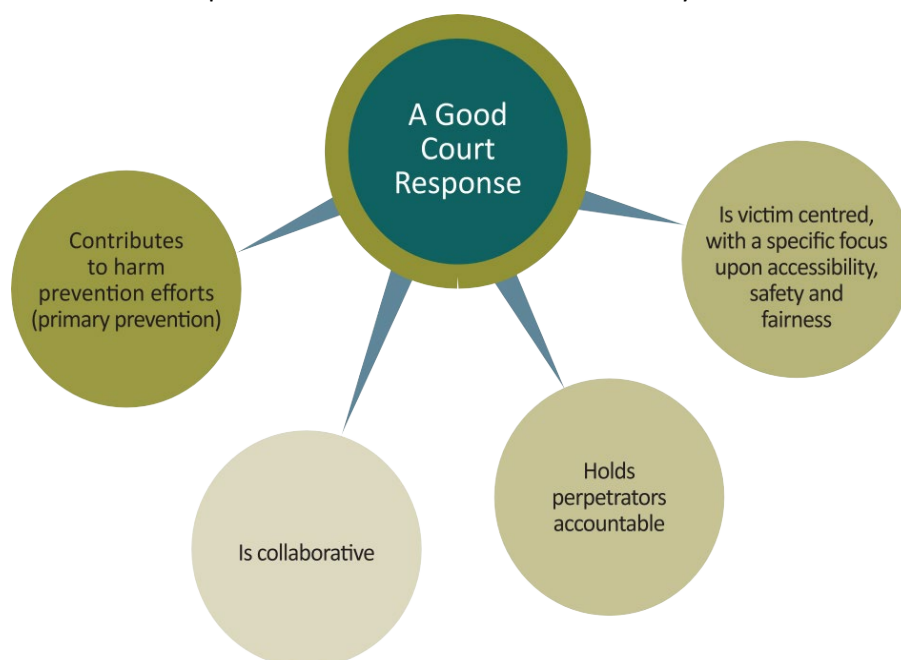 A Good
Court
Response
Contributes
to harm
prevention efforts
(primary prevention)
Is collaborative
Holds
perpetrators
accountable
Is victim centred,
with a specific focus
upon accessibility,
safety and
fairness